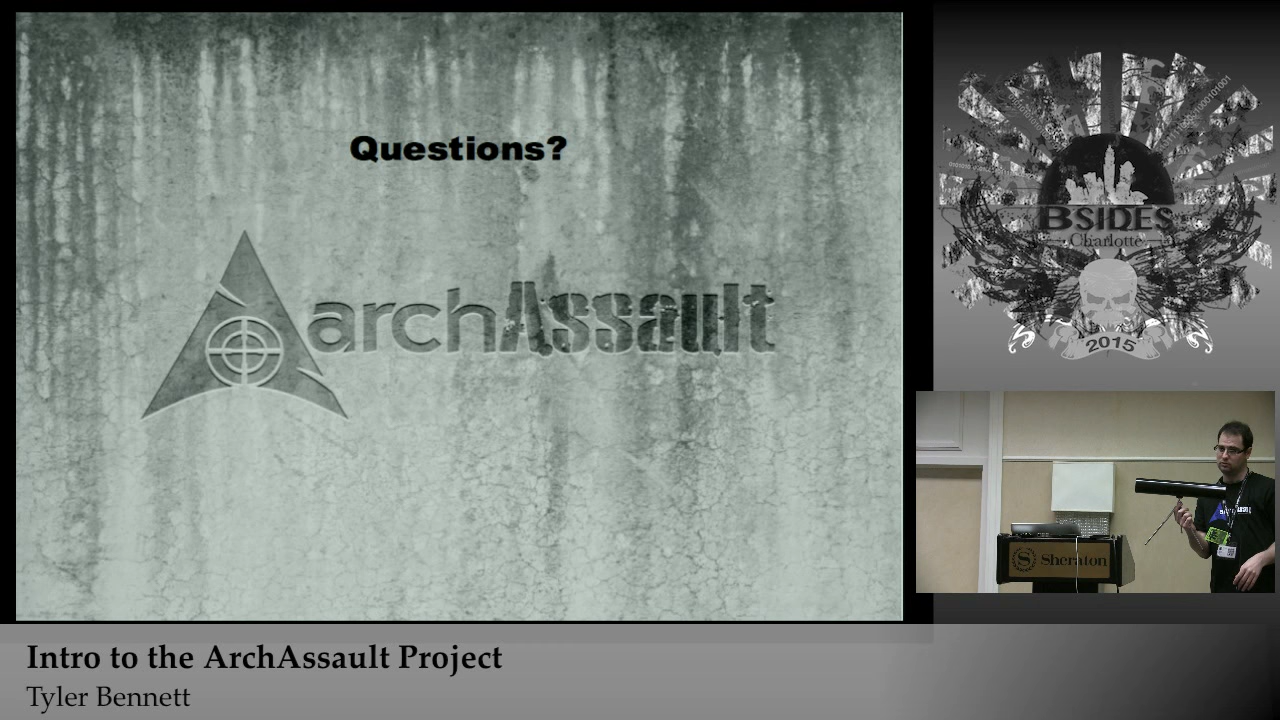 Questions?
archAssault
BSIDES
Charlotte
2015
Sheraton
Intro to the ArchAssault Project
Tyler Bennett